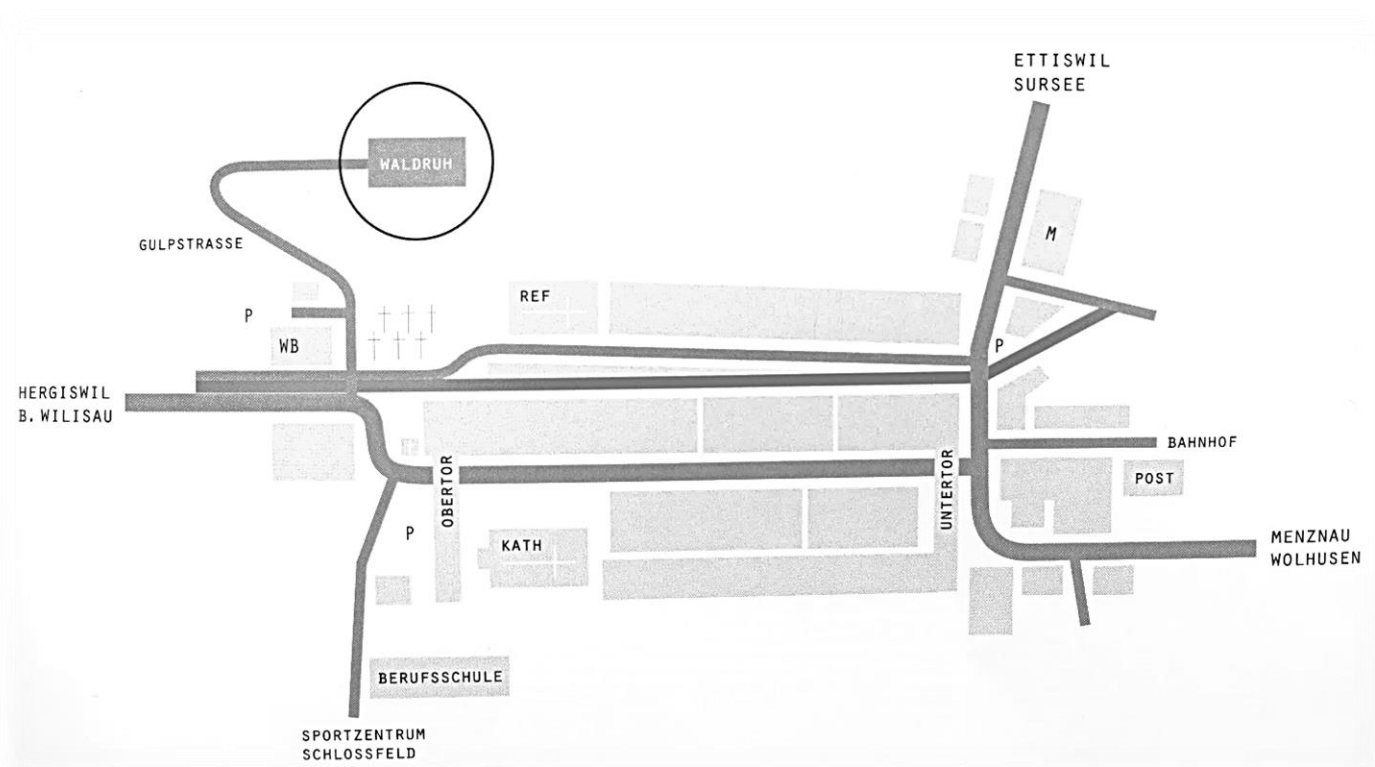 ETTISWIL
SURSEE
WALDRUH
M
GULPSTRASSE
REF
P
WB
P
HERGISWIL
B. WILISAU
BAHNHOF
OBERTOR
UNTERTOR
POST
P
KATH
MENZNAU
WOLHUSEN
BERUFSSCHULE
SPORTZENTRUM
SCHLOSSFELD